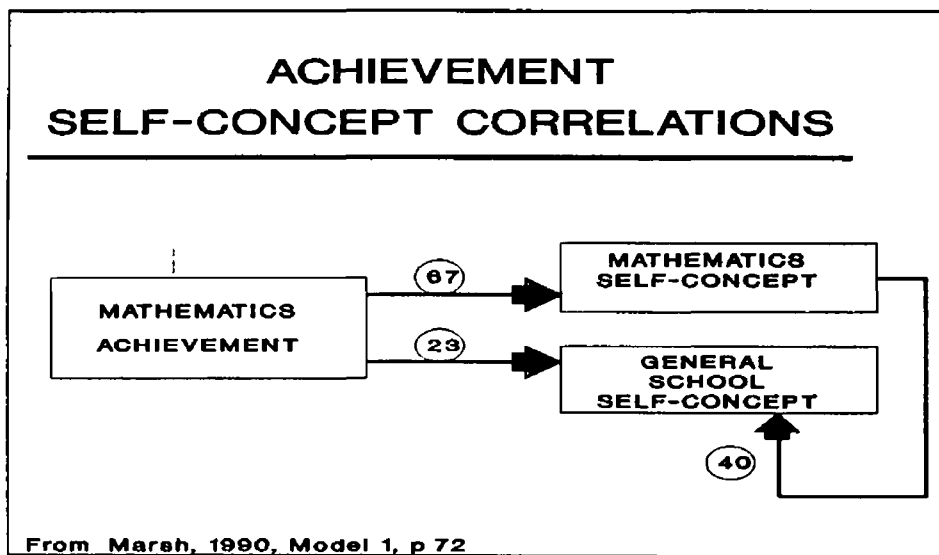 ACHIEVEMENT
SELF-CONCEPT CORRELATIONS
MATHEMATICS
ACHIEVEMENT
67
23
MATHEMATICS
SELF-CONCEPT
GENERAL
SCHOOL
SELF-CONCEPT
40
From Marsh, 1990, Model 1, p 72